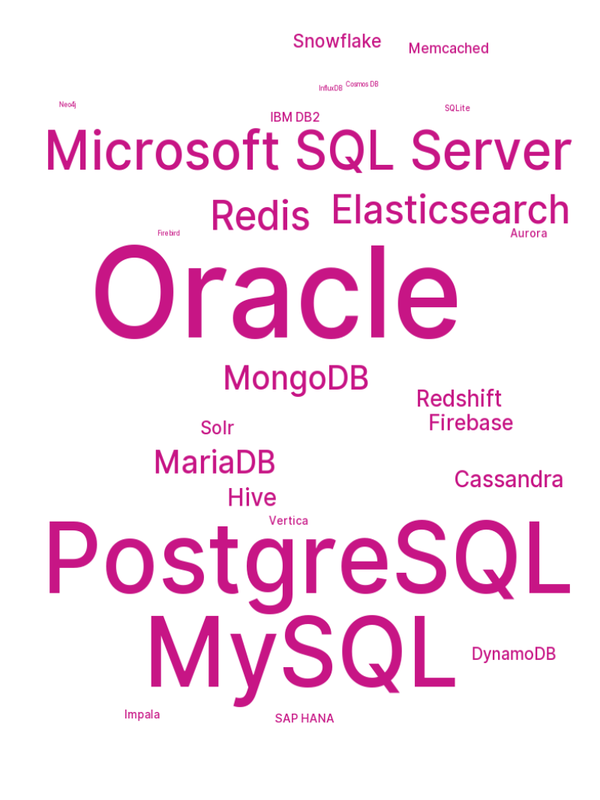 Snowflake
Memcached
InfluxDB
Cosmos DB
Neo4j
SQLite
IBM DB2
Microsoft SQL Server
Elasticsearch
Redis
Firebird
Aurora
Oracle
MongoDB
Redshift
Firebase
Solr
MariaDB
Cassandra
Hive
Vertica
PostgreSQL
MySQL
DynamoDB
Impala
SAP HANA